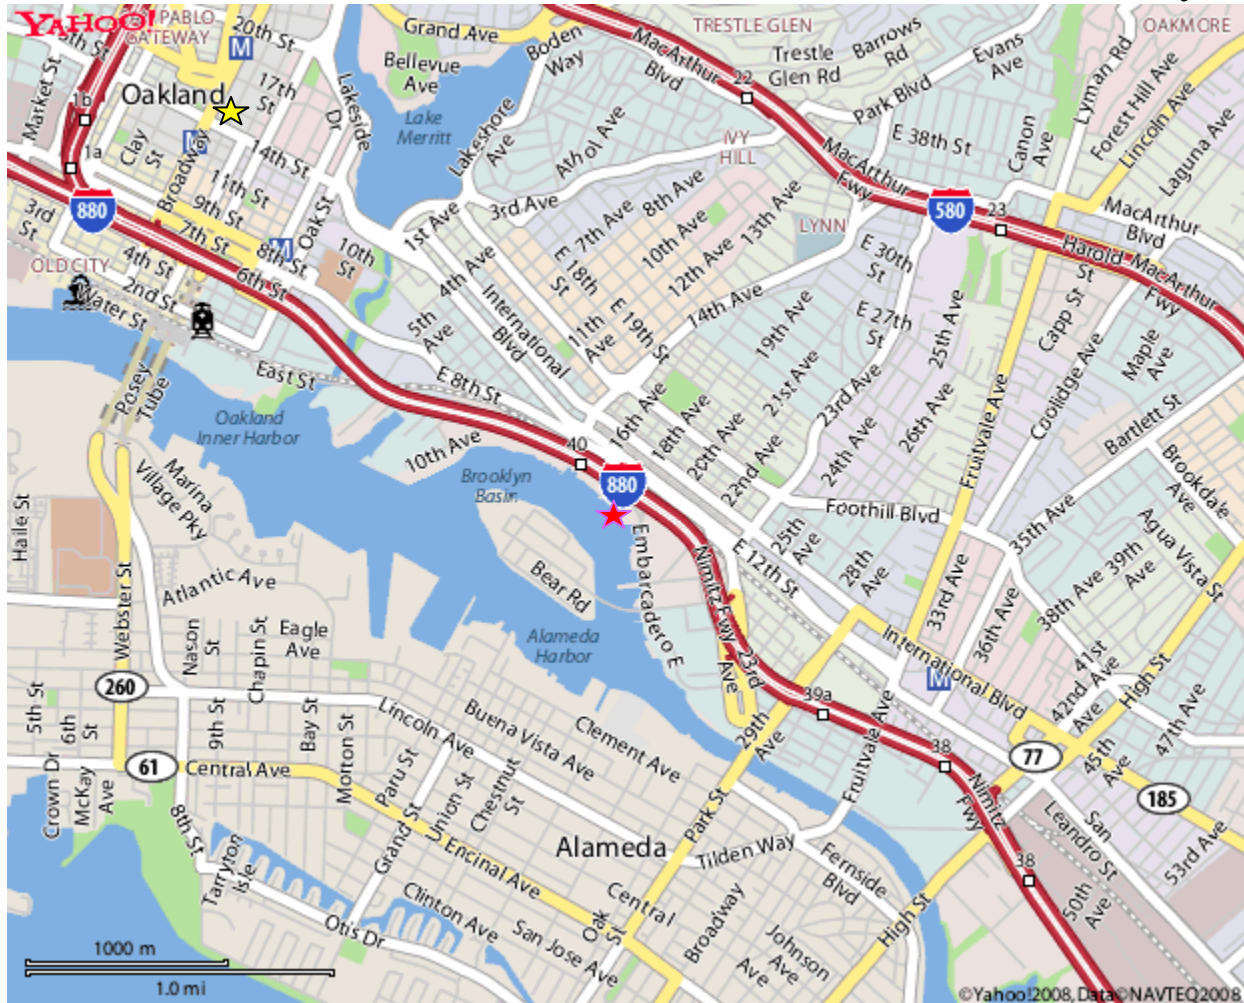 YAHOO!
PABLO
GATEWAY
20th St
Grand Ave
Boden
Way
TRESTLE GLEN
OAKMORE
Bellevue
Ave
MacArthur
Blvd
22
Trestle
Glen Rd
Barrows
Rd
Evans
Ave
Lyman Rd
Forest Hill Ave
Lincoln Ave
Laguna Ave
Market St
5th St
M
Oakland
17th
St
Lakeside
Dr
Lake
Merritt
Lakeshore
Ave
Athol Ave
Park Blvd
E 38th St
Canon
Ave
IVY
HILL
1b
1a
Clay
St
M
Broadway
14th St
11th St
9th St
7th St
8th St
6th St
M
Oak St
10th
St
880
3rd
St
OLD CITY
4th St
2nd St
Water St
1st Ave
3rd Ave
4th Ave
5th
Ave
E 7th Ave
8th Ave
10th Ave
12th Ave
13th Ave
E
18th
St
11th
Ave
E
19th St
14th Ave
LYNN
MacArthur
Fwy
580
23
MacArthur
Blvd
Harold MacArthur
Fwy
E 30th
St
E 27th
St
25th Ave
Capp St
Coolidge Ave
Maple
Ave
Bartlett St
Brookdale
Ave
International
Blvd
E 8th St
East St
Posey
Tube
Oakland
Inner Harbor
10th Ave
40
16th Ave
18th Ave
19th Ave
20th Ave
21st Ave
22nd Ave
23rd Ave
24th Ave
26th Ave
Fruitvale Ave
Foothill Blvd
35th Ave
Agua Vista St
39th
Ave
38th Ave
Brooklyn
Basin
880
Marina
Village Pky
Haile St
Atlantic Ave
Webster St
Bear Rd
Embarcadero E
Nimitz Fwy
E 12th St
25th
Ave
28th
Ave
33rd Ave
36th Ave
41st
Ave
42nd Ave
High St
47th Ave
45th
Ave
Alameda
Harbor
23rd
Ave
International Blvd
M
39a
38
29th
Ave
Fruitvale Ave
77
185
Nason
St
Chapin St
Eagle
Ave
260
5th St
6th
St
9th St
Bay St
Morton St
Lincoln Ave
Buena Vista Ave
Clement Ave
61
Central Ave
Crown Dr
McKay
Ave
8th St
Paru St
Grand St
Union St
Chestnut
St
Encinal Ave
Park St
Alameda
Tilden Way
Fernside
Blvd
Nimitz
Fwy
San
Leandro St
53rd Ave
38
50th
Ave
High St
Tarryton
Isle
Otis Dr
Clinton Ave
San Jose Ave
Oak
St
Central
Ave
Broadway
Johnson
Ave
1000 m
1.0 mi
©Yahoo!2008, Data©NAVTEQ2008